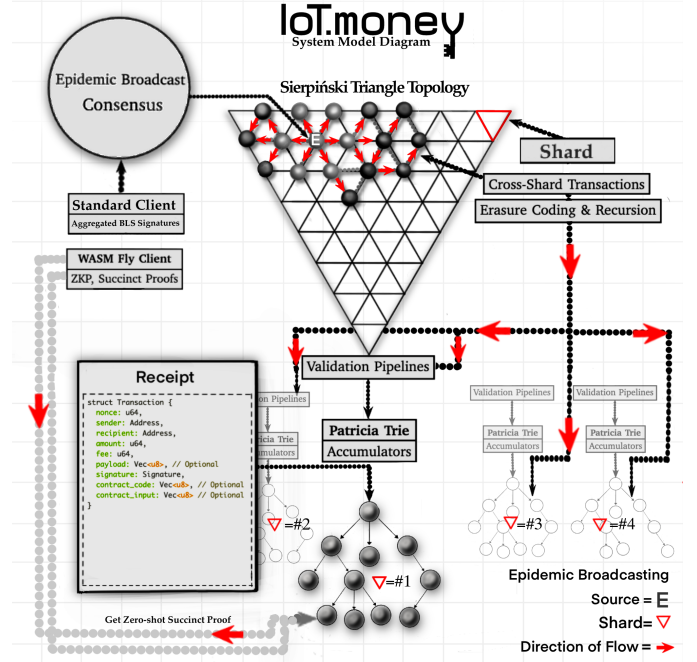 IoT.money
System Model Diagram
Epidemic Broadcast
Consensus
Sierpiński Triangle Topology
E
Shard
Standard Client
Aggregated BLS Signatures
Cross-Shard Transactions
Erasure Coding & Recursion
WASM Fly Client
ZKP, Succinct Proofs
Validation Pipelines
Receipt
struct Transaction {
nonce: u64,
sender: Address,
recipient: Address,
amount: u64,
fee: u64,
payload: Vec<u8>, // Optional
signature: Signature,
contract_code: Vec<u8>, // Optional
contract_input: Vec<u8> // Optional
}
Pipelines
Trie
Accumulators
=#2
Patricia Trie
Accumulators
=#1
Validation Pipelines
Patricia Trie
Accumulators
=#3
Validation Pipelines
Patricia Trie
Accumulators
=#4
Get Zero-shot Succinct Proof
Epidemic Broadcasting
Source = E
Shard=
Direction of Flow =